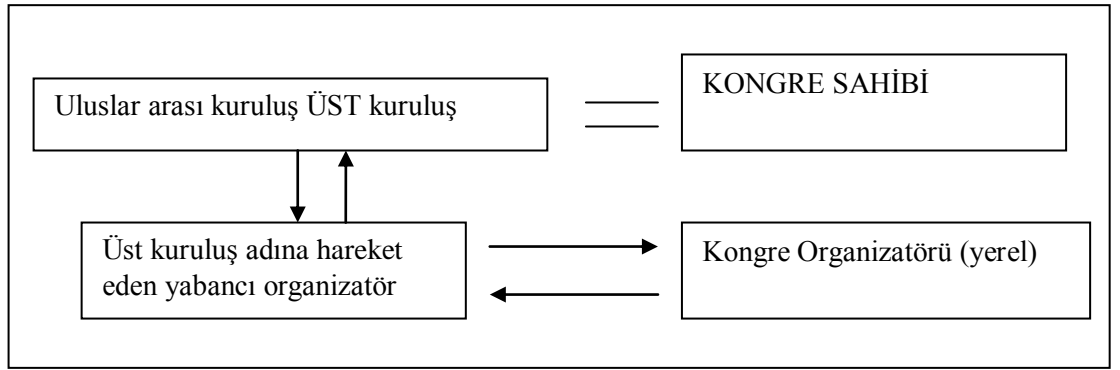 Uluslar arası kuruluş ÜST kuruluş
KONGRE SAHİBİ
Üst kuruluş adına hareket
eden yabancı organizatör
Kongre Organizatörü (yerel)